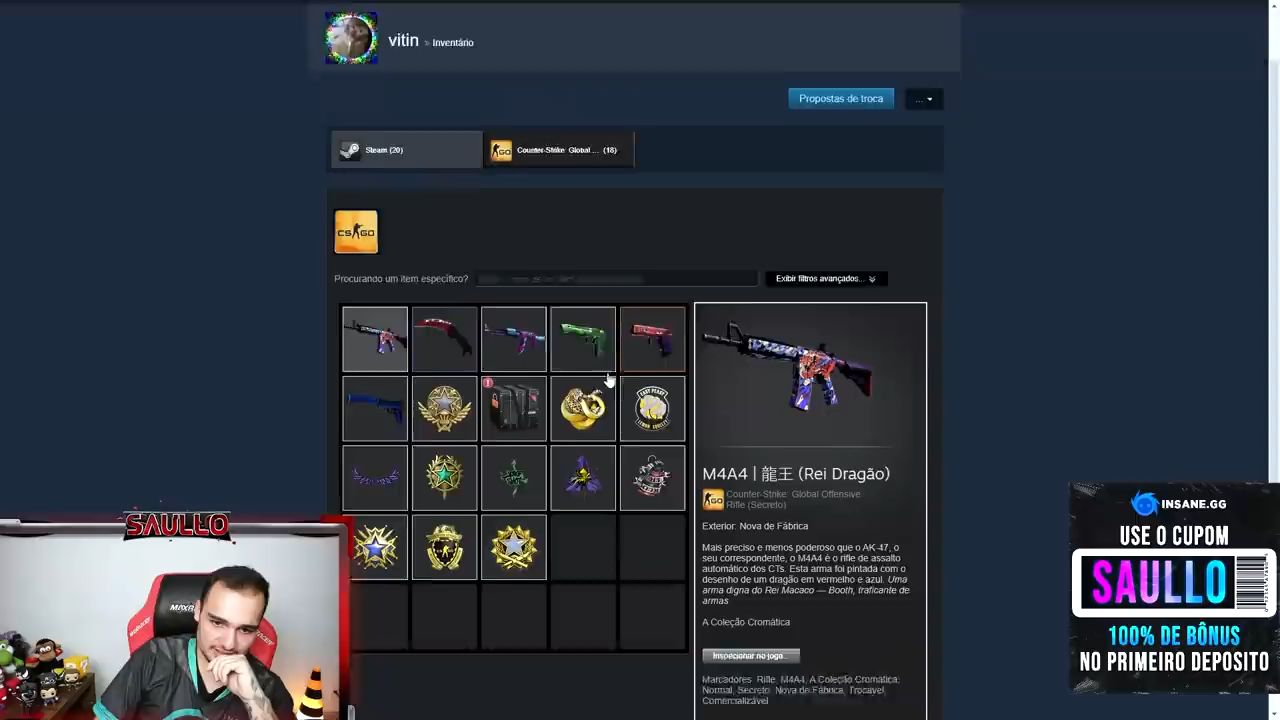 vitin » Inventário
Propostas de troca
...
Steam (20)
Counter-Strike: Global ... (18)
CS GO
Procurando um item específico?
Exibir filtros avançados...
M4A4 | 龍王 (Rei Dragão)
GO
Counter-Strike: Global Offensive
Rifle (Secreto)
Exterior: Nova de Fábrica
Mais preciso e menos poderoso que o AK-47, o
seu correspondente, o M4A4 é o rifle de assalto
automático dos CTs. Esta arma foi pintada com o
desenho de um dragão em vermelho e azul. Uma
arma digna do Rei Macaco — Booth, traficante de
armas
A Coleção Cromática
Inspecionar no jogo...
Marcadores: Rifle, M4A4, A Coleção Cromática,
Normal, Secreto, Nova de Fábrica, Trocável,
Comercializável
SAULLO
INSANE.GG
USE O CUPOM
SAULLO
100% DE BÔNUS
NO PRIMEIRO DEPOSITO